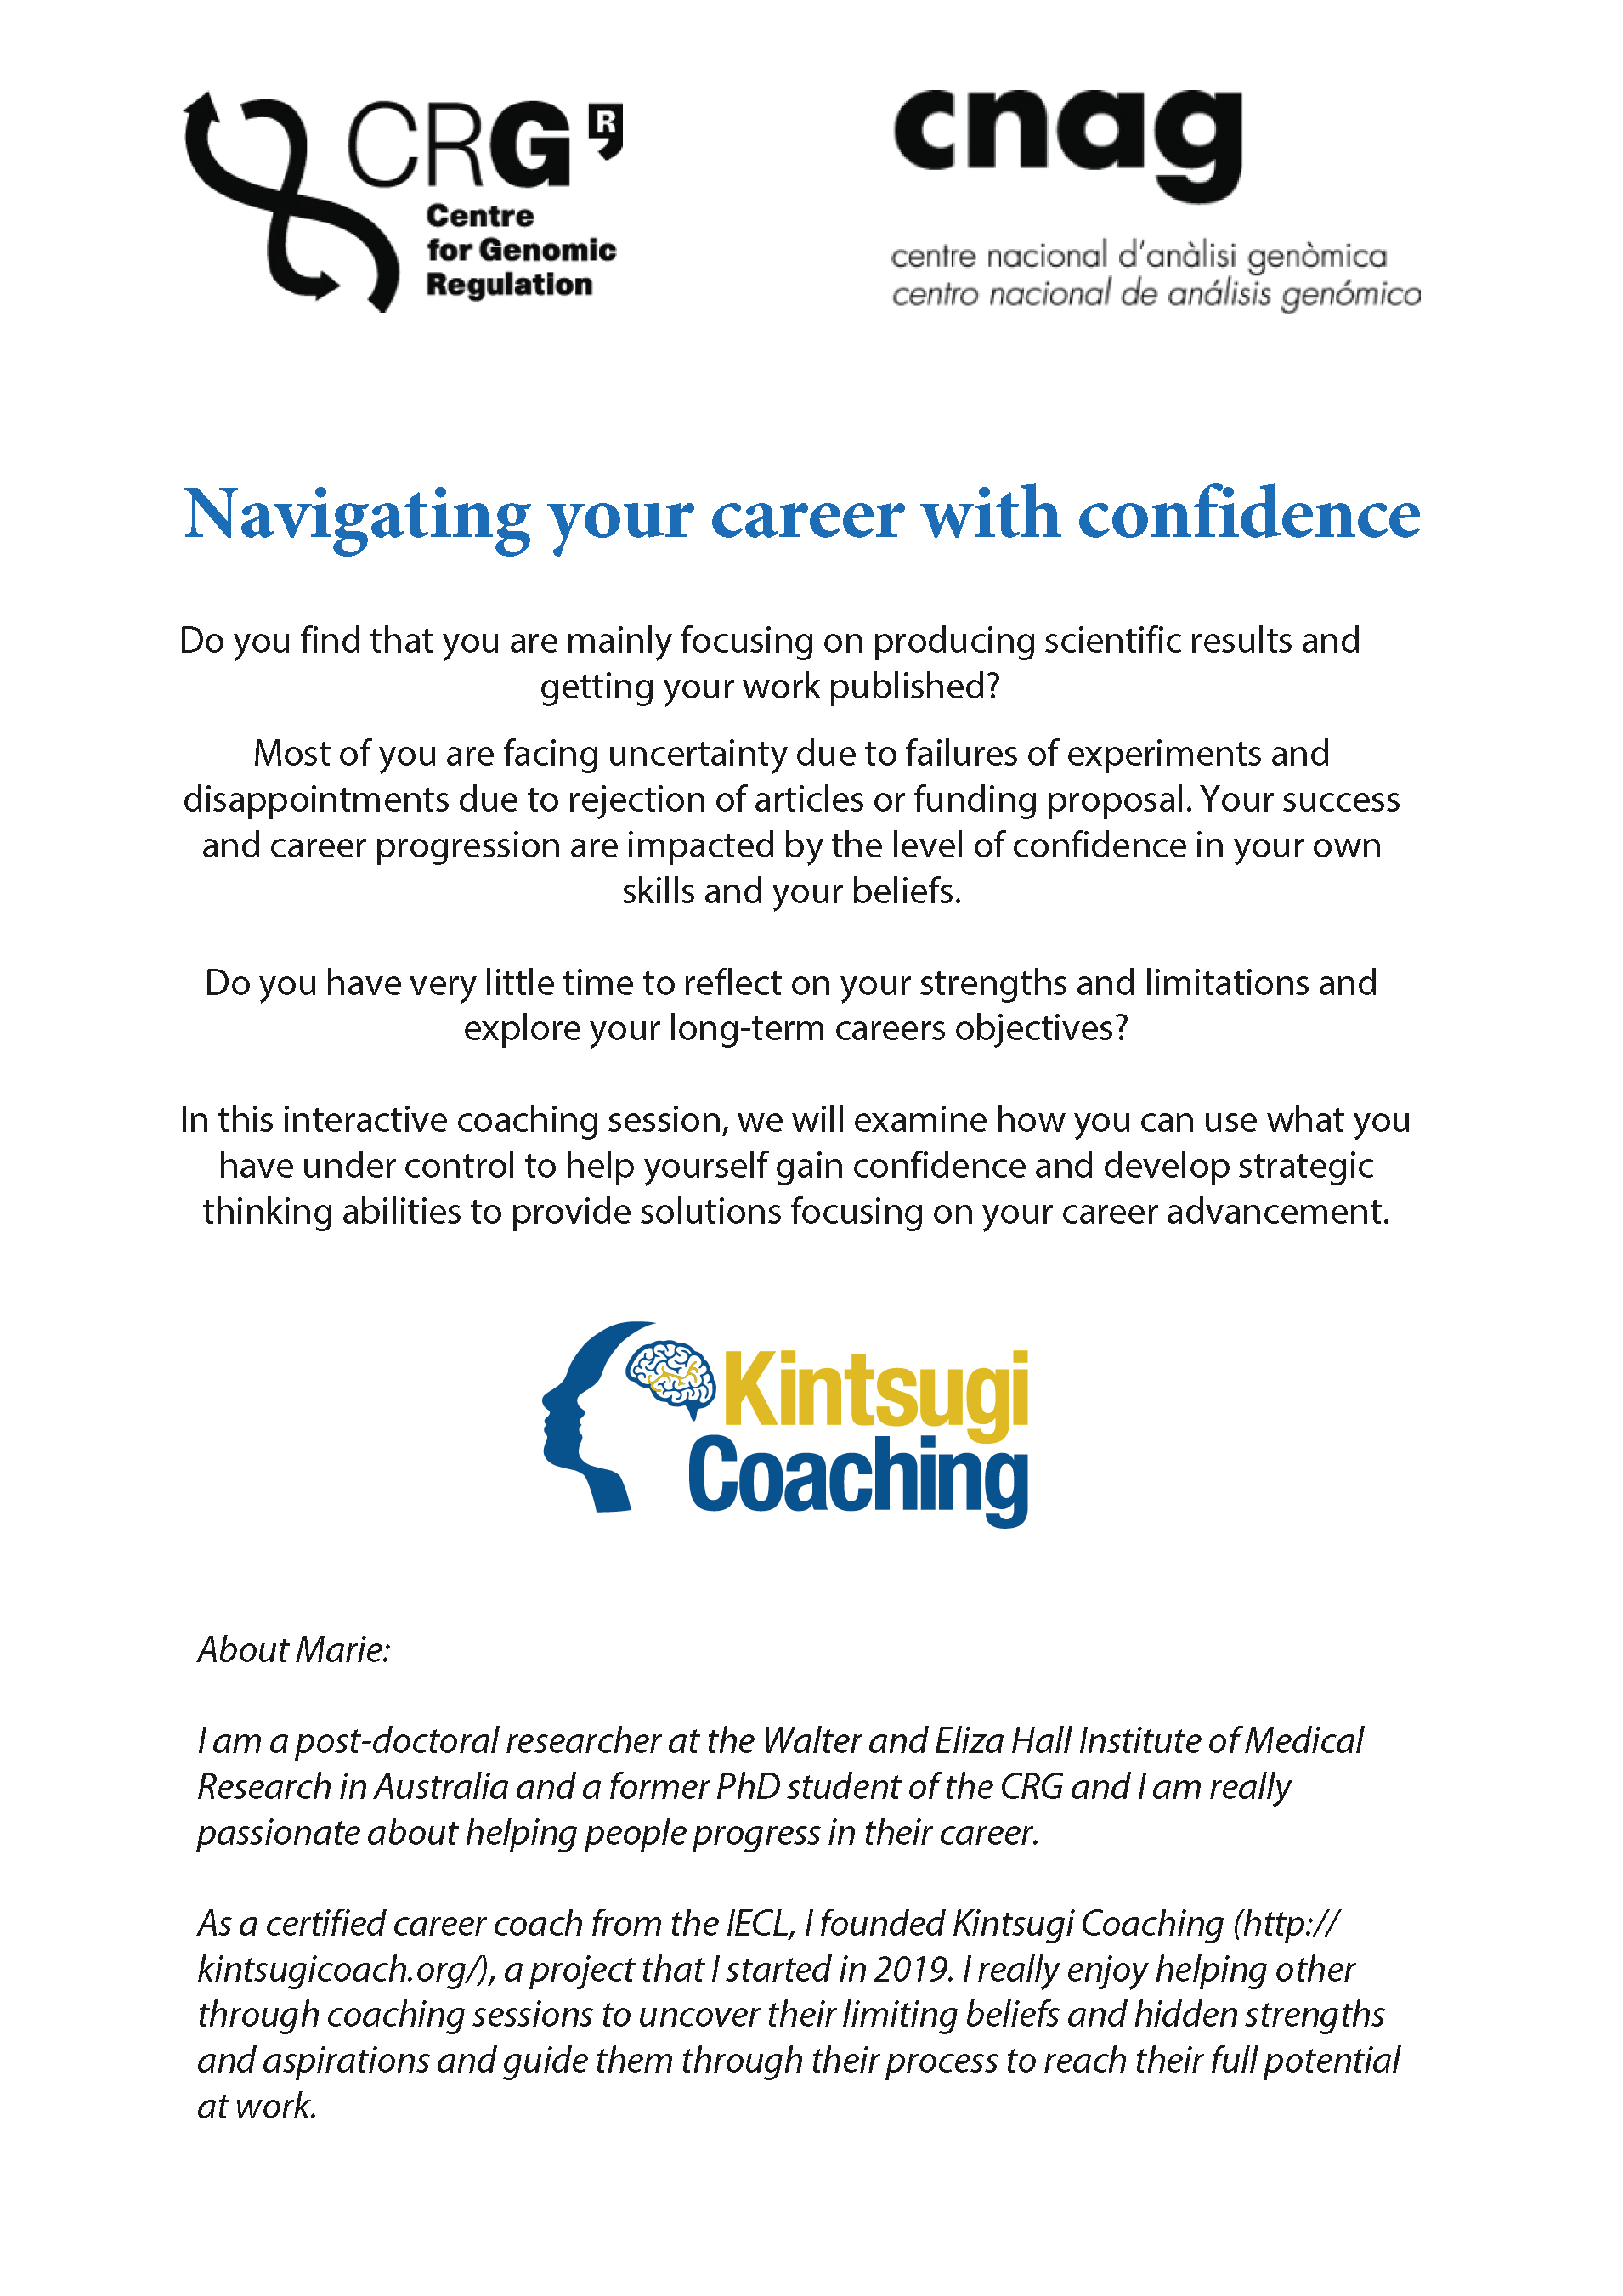 CRG R
Centre
for Genomic
Regulation
cnag
centre nacional d'anàlisi genòmica
centro nacional de análisis genómico
Navigating your career with confidence
Do you find that you are mainly focusing on producing scientific results and
getting your work published?
Most of you are facing uncertainty due to failures of experiments and
disappointments due to rejection of articles or funding proposal. Your success
and career progression are impacted by the level of confidence in your own
skills and your beliefs.
Do you have very little time to reflect on your strengths and limitations and
explore your long-term careers objectives?
In this interactive coaching session, we will examine how you can use what you
have under control to help yourself gain confidence and develop strategic
thinking abilities to provide solutions focusing on your career advancement.
Kintsugi
Coaching
About Marie:
I am a post-doctoral researcher at the Walter and Eliza Hall Institute of Medical
Research in Australia and a former PhD student of the CRG and I am really
passionate about helping people progress in their career.
As a certified career coach from the IECL, I founded Kintsugi Coaching (http://
kintsugicoach.org/), a project that I started in 2019. I really enjoy helping other
through coaching sessions to uncover their limiting beliefs and hidden strengths
and aspirations and guide them through their process to reach their full potential
at work.